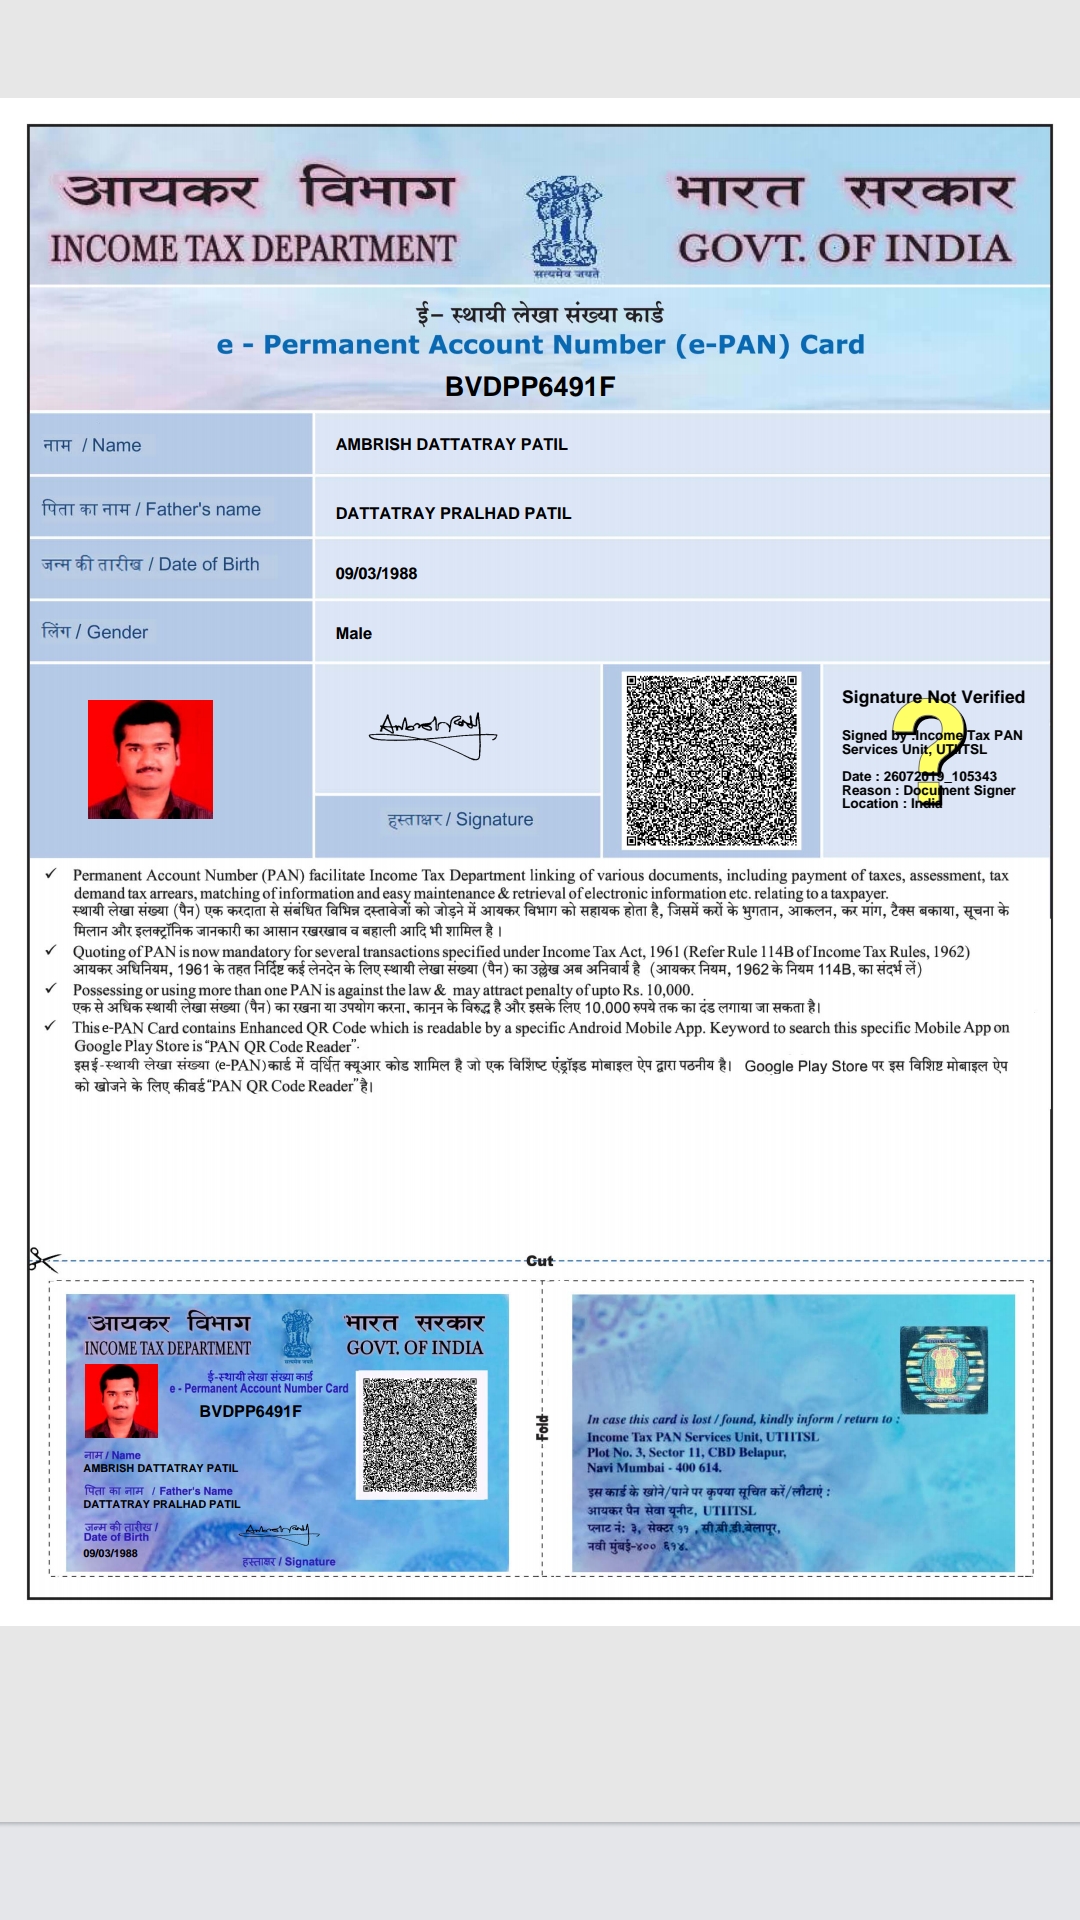 आयकर विभाग
INCOME TAX DEPARTMENT
सत्यमेव जयते
भारत सरकार
GOVT. OF INDIA
ई– स्थायी लेखा संख्या कार्ड
e - Permanent Account Number (e-PAN) Card
BVDPP6491F
नाम / Name
AMBRISH DATTATRAY PATIL
पिता का नाम / Father's name
DATTATRAY PRALHAD PATIL
जन्म की तारीख / Date of Birth
09/03/1988
लिंग / Gender
Male
हस्ताक्षर / Signature
Signature Not Verified
Signed by :Income Tax PAN
Services Unit, UTIITSL
Date : 26072019_105343
Reason : Document Signer
Location : India
✓ Permanent Account Number (PAN) facilitate Income Tax Department linking of various documents, including payment of taxes, assessment, tax
demand tax arrears, matching of information and easy maintenance & retrieval of electronic information etc. relating to a taxpayer.
स्थायी लेखा संख्या (पैन) एक करदाता से संबंधित विभिन्न दस्तावेजों को जोड़ने में आयकर विभाग को सहायक होता है, जिसमें करों के भुगतान, आकलन, कर मांग, टैक्स बकाया, सूचना के
मिलान और इलक्ट्रॉनिक जानकारी का आसान रखरखाव व बहाली आदि भी शामिल है ।
✓ Quoting of PAN is now mandatory for several transactions specified under Income Tax Act, 1961 (Refer Rule 114B of Income Tax Rules, 1962)
आयकर अधिनियम, 1961 के तहत निर्दिष्ट कई लेनदेन के लिए स्थायी लेखा संख्या (पैन) का उल्लेख अब अनिवार्य है (आयकर नियम, 1962 के नियम 114B, का संदर्भ लें)
✓ Possessing or using more than one PAN is against the law & may attract penalty of upto Rs. 10,000.
एक से अधिक स्थायी लेखा संख्या (पैन) का रखना या उपयोग करना, कानून के विरुद्ध है और इसके लिए 10,000 रुपये तक का दंड लगाया जा सकता है।
✓ This e-PAN Card contains Enhanced QR Code which is readable by a specific Android Mobile App. Keyword to search this specific Mobile App on
Google Play Store is "PAN QR Code Reader".
इसई-स्थायी लेखा संख्या (e-PAN) कार्ड में वर्धित क्यूआर कोड शामिल है जो एक विशिष्ट एंड्रॉइड मोबाइल ऐप द्वारा पठनीय है। Google Play Store पर इस विशिष्ट मोबाइल ऐप
को खोजने के लिए कीवर्ड "PAN QR Code Reader" है।
Cut
आयकर विभाग
INCOME TAX DEPARTMENT
भारत सरकार
GOVT. OF INDIA
ई-स्थायी लेखा संख्या कार्ड
e - Permanent Account Number Card
BVDPP6491F
नाम / Name
AMBRISH DATTATRAY PATIL
पिता का नाम / Father's Name
DATTATRAY PRALHAD PATIL
जन्म की तारीख /
Date of Birth
09/03/1988
हस्ताक्षर / Signature
Fold
In case this card is lost / found, kindly inform / return to :
Income Tax PAN Services Unit, UTIITSL
Plot No. 3, Sector 11, CBD Belapur,
Navi Mumbai - 400 614.
इस कार्ड के खोने/पाने पर कृपया सूचित करें/लौटाएं :
आयकर पैन सेवा यूनीट, UTIITSL
प्लाट नं: ३, सेक्टर ११ , सी.बी.डी.बेलापूर,
नवी मुंबई-४०० ६१४.